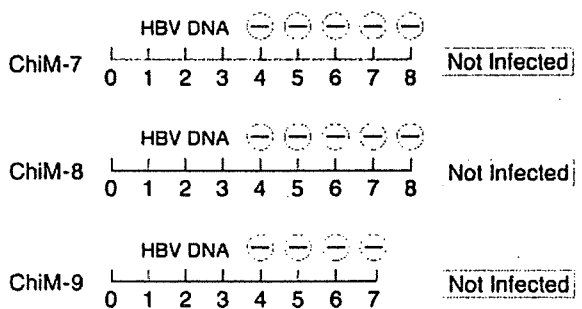 HBV DNA − − − − −
ChiM-7 Not Infected
0 1 2 3 4 5 6 7 8
HBV DNA − − − − −
ChiM-8 Not Infected
0 1 2 3 4 5 6 7 8
HBV DNA − − − −
ChiM-9 Not Infected
0 1 2 3 4 5 6 7